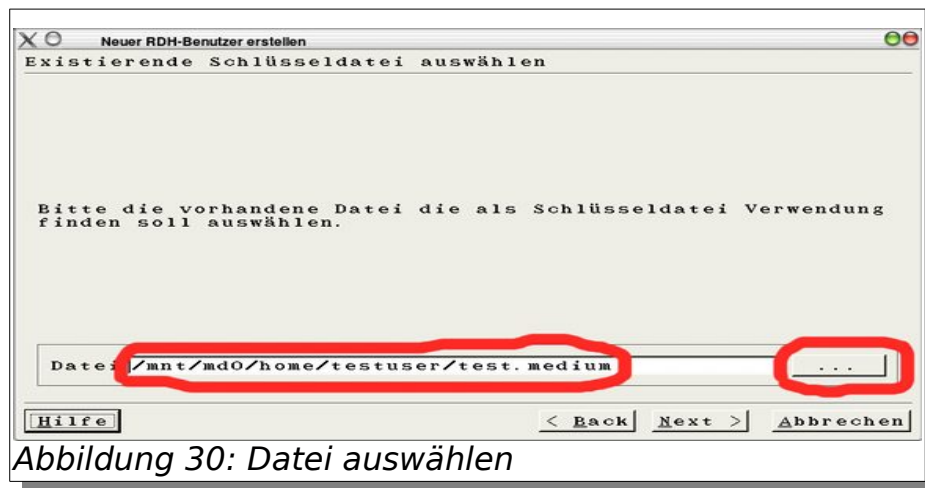 Neuer RDH-Benutzer erstellen
Existierende Schlüsseldatei auswählen
Bitte die vorhandene Datei die als Schlüsseldatei Verwendung
finden soll auswählen.
Datei /mnt/md0/home/testuser/test.medium ...
Hilfe < Back Next > Abbrechen
Abbildung 30: Datei auswählen